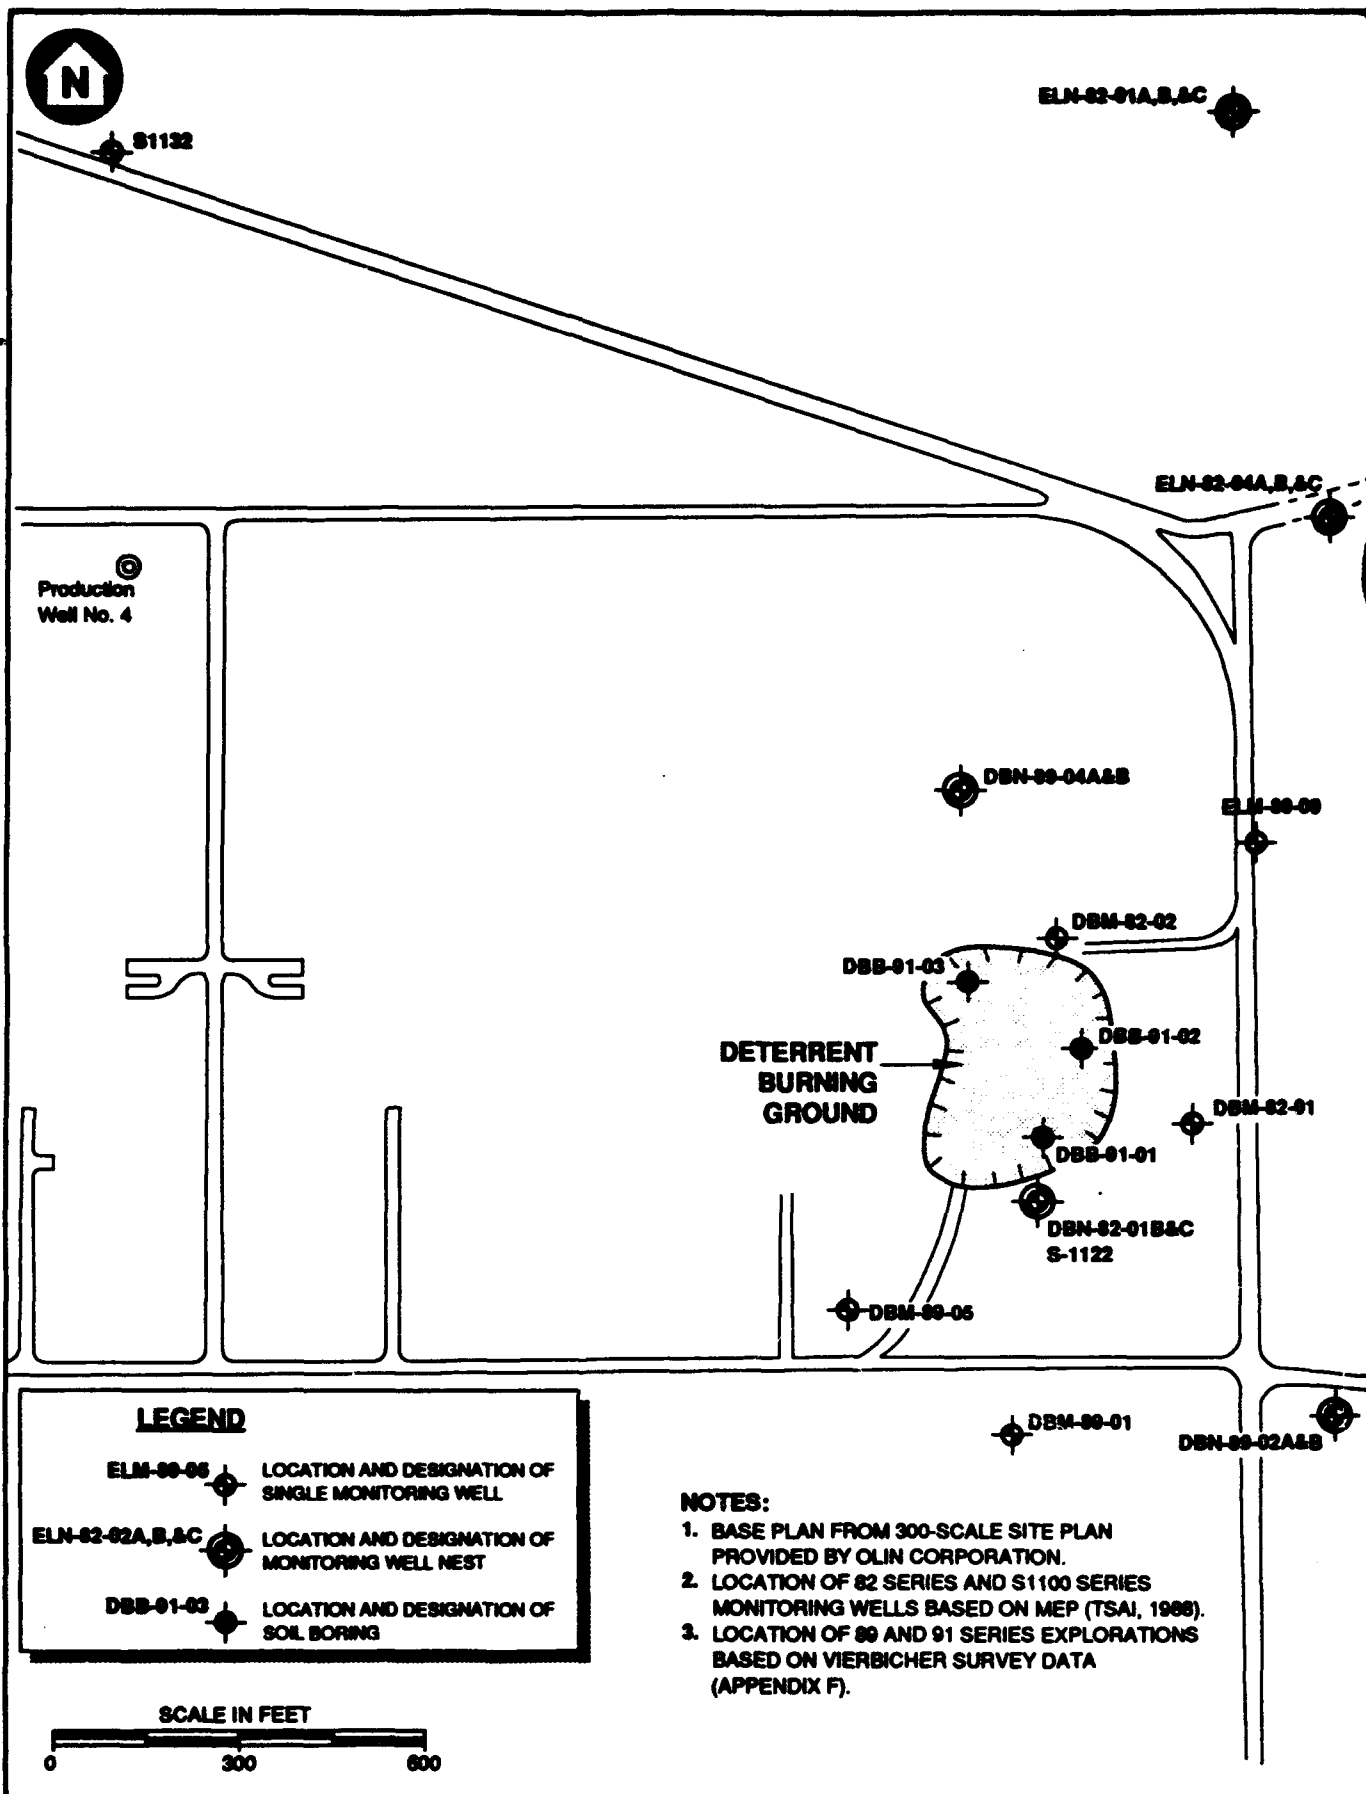 N
S1132
ELN-82-01A,B,&C
ELN-82-04A,B,&C
Production
Well No. 4
DBN-89-04A&B
ELM-89-09
DBM-82-02
DBB-91-03
DBB-91-02
DETERRENT
BURNING
GROUND
DBM-82-01
DBB-91-01
DBN-82-01B&C
S-1122
DBM-89-05
DBM-89-01
DBN-89-02A&B
LEGEND
ELM-89-05
LOCATION AND DESIGNATION OF
SINGLE MONITORING WELL
ELN-82-02A,B,&C
LOCATION AND DESIGNATION OF
MONITORING WELL NEST
DBB-91-03
LOCATION AND DESIGNATION OF
SOIL BORING
NOTES:
1. BASE PLAN FROM 300-SCALE SITE PLAN
PROVIDED BY OLIN CORPORATION.
2. LOCATION OF 82 SERIES AND S1100 SERIES
MONITORING WELLS BASED ON MEP (TSAI, 1988).
3. LOCATION OF 89 AND 91 SERIES EXPLORATIONS
BASED ON VIERBICHER SURVEY DATA
(APPENDIX F).
SCALE IN FEET
0 300 600